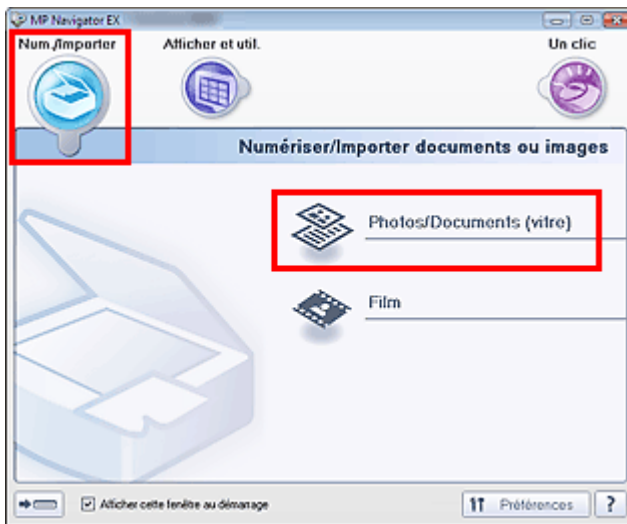 MP Navigator EX
Num./Importer
Afficher et util.
Un clic
Numériser/Importer documents ou images
Photos/Documents (vitre)
Film
Afficher cette fenêtre au démarrage
Préférences
?